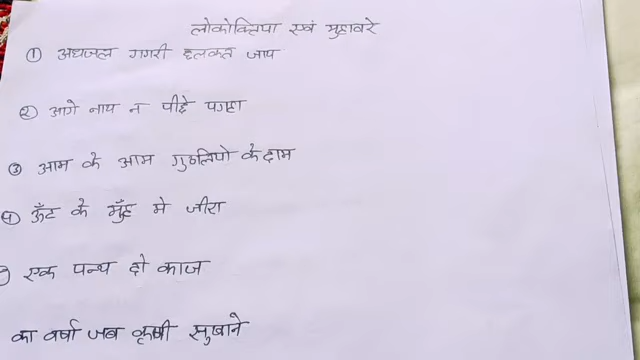 लोकोक्तिया एवं मुहावरे
① अधजल गगरी छलकत जाय
② आगे नाथ न पीछे पगहा
③ आम के आम गुठलियो के दाम
④ ऊँट के मुँह मे जीरा
एक पन्थ दो काज
का वर्षा जब कृषी सुखाने